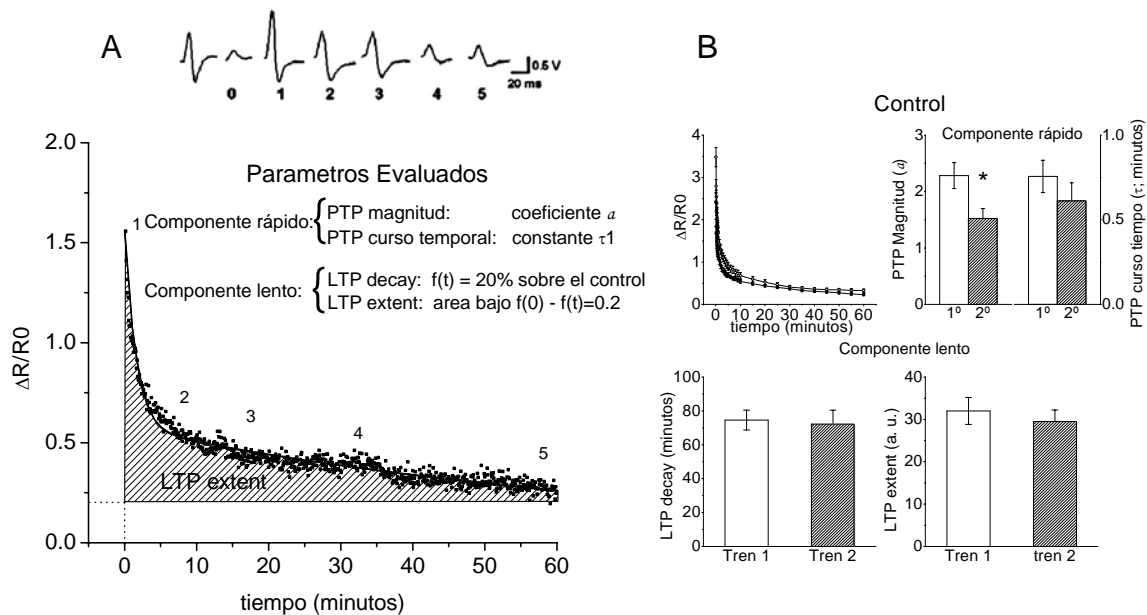 A
0 1 2 3 4 5
0.5 V
20 ms
2.0
1.5
1.0
0.5
0.0
ΔR/R0
Parametros Evaluados
Componente rápido:
PTP magnitud: coeficiente a
PTP curso temporal: constante τ1
Componente lento:
LTP decay: f(t) = 20% sobre el control
LTP extent: area bajo f(0) - f(t)=0.2
1
2
3
4
5
LTP extent
0 10 20 30 40 50 60
tiempo (minutos)
B
Control
4
3
2
1
0
ΔR/R0
0 5 10 15 20 25 30 35 40 45 50 55 60
tiempo (minutos)
Componente rápido
3
2
1
0
PTP Magnitud (a)
*
1º 2º 1º 2º
1.0
0.5
0.0
PTP curso tiempo (τ; minutos)
Componente lento
100
80
60
40
20
0
LTP decay (minutos)
Tren 1 Tren 2
40
30
20
10
0
LTP extent (a. u.)
Tren 1 tren 2